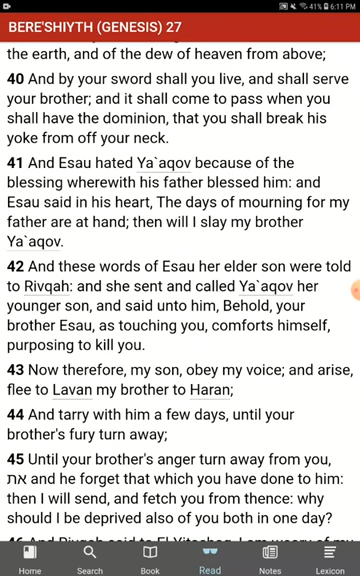 41% 6:11 PM
BERE'SHIYTH (GENESIS) 27
the earth, and of the dew of heaven from above;
40 And by your sword shall you live, and shall serve
your brother; and it shall come to pass when you
shall have the dominion, that you shall break his
yoke from off your neck.
41 And Esau hated Ya`aqov because of the
blessing wherewith his father blessed him: and
Esau said in his heart, The days of mourning for my
father are at hand; then will I slay my brother
Ya`aqov.
42 And these words of Esau her elder son were told
to Rivqah: and she sent and called Ya`aqov her
younger son, and said unto him, Behold, your
brother Esau, as touching you, comforts himself,
purposing to kill you.
43 Now therefore, my son, obey my voice; and arise,
flee to Lavan my brother to Haran;
44 And tarry with him a few days, until your
brother's fury turn away;
45 Until your brother's anger turn away from you,
את and he forget that which you have done to him:
then I will send, and fetch you from thence: why
should I be deprived also of you both in one day?
Home Search Book Read Notes Lexicon